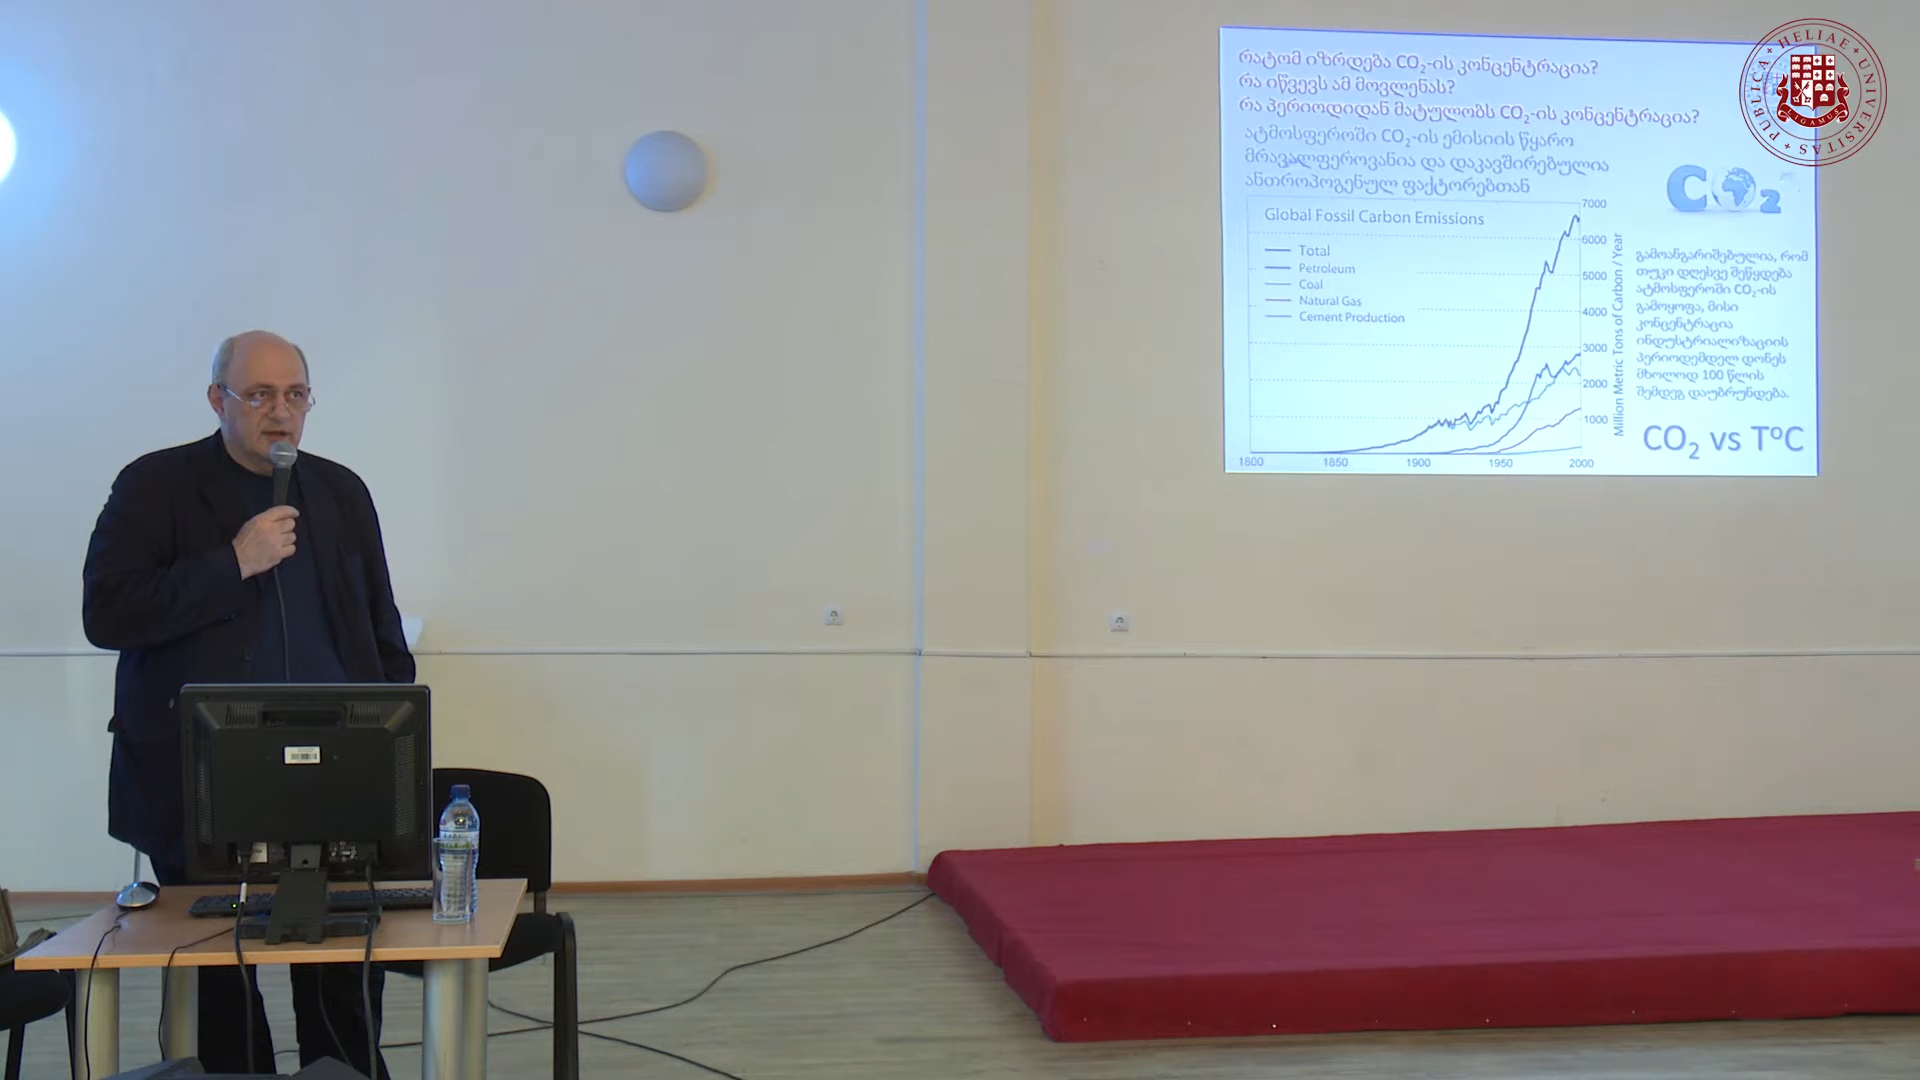 რატომ იზრდება CO₂-ის კონცენტრაცია?
რა იწვევს ამ მოვლენას?
რა პერიოდიდან მატულობს CO₂-ის კონცენტრაცია?
ატმოსფეროში CO₂-ის ემისიის წყარო
მრავალფეროვანია და დაკავშირებულია
ანთროპოგენულ ფაქტორებთან
CO₂
Global Fossil Carbon Emissions
Total
Petroleum
Coal
Natural Gas
Cement Production
7000
6000
5000
4000
3000
2000
1000
Million Metric Tons of Carbon / Year
1800
1850
1900
1950
2000
გამოანგარიშებულია, რომ
თუკი დღესვე შეწყდება
ატმოსფეროში CO₂-ის
გამოყოფა, მისი
კონცენტრაცია
ინდუსტრიალიზაციის
პერიოდემდელ დონეს
მხოლოდ 100 წლის
შემდეგ დაუბრუნდება.
CO₂ vs TºC
PUBLICA HELIAE UNIVERSITAS
LIGAMUS